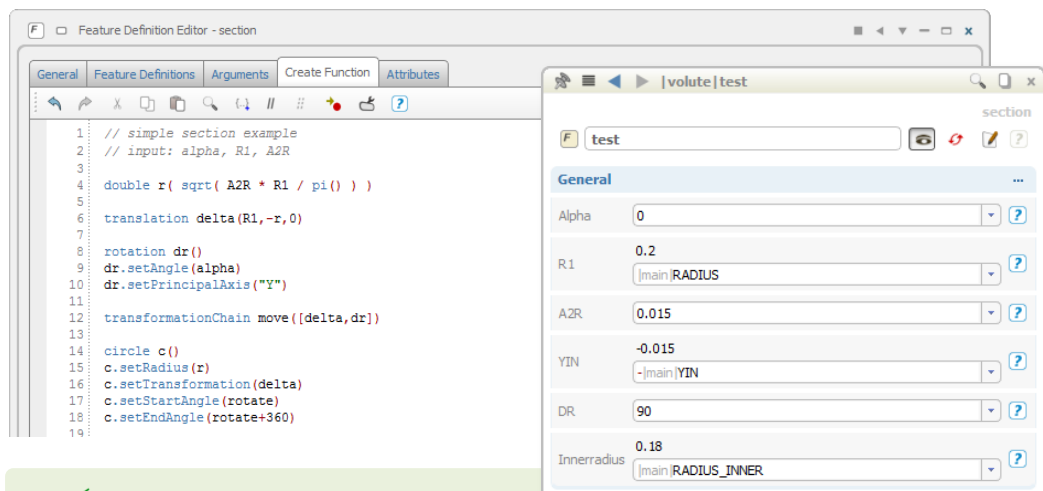 F Feature Definition Editor - section
General Feature Definitions Arguments Create Function Attributes
1 // simple section example
2 // input: alpha, R1, A2R
3
4 double r( sqrt( A2R * R1 / pi() ) )
5
6 translation delta(R1,-r,0)
7
8 rotation dr()
9 dr.setAngle(alpha)
10 dr.setPrincipalAxis("Y")
11
12 transformationChain move([delta,dr])
13
14 circle c()
15 c.setRadius(r)
16 c.setTransformation(delta)
17 c.setStartAngle(rotate)
18 c.setEndAngle(rotate+360)
19
|volute|test
section
F test
General ...
Alpha 0
0.2
R1
|main|RADIUS
A2R 0.015
-0.015
YIN
-|main|YIN
DR 90
0.18
Innerradius
|main|RADIUS_INNER